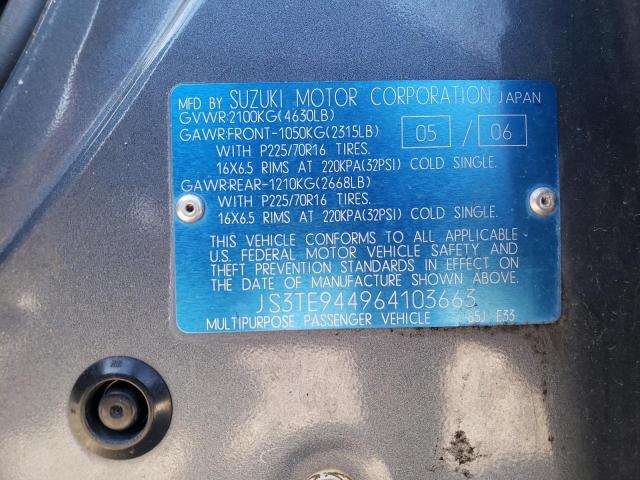 MFD BY SUZUKI MOTOR CORPORATION JAPAN
GVWR:2100KG(4630LB)
GAWR:FRONT-1050KG(2315LB) 05 / 06
WITH P225/70R16 TIRES.
16X6.5 RIMS AT 220KPA(32PSI) COLD SINGLE.
GAWR:REAR-1210KG(2668LB)
WITH P225/70R16 TIRES.
16X6.5 RIMS AT 220KPA(32PSI) COLD SINGLE.
THIS VEHICLE CONFORMS TO ALL APPLICABLE
U.S. FEDERAL MOTOR VEHICLE SAFETY AND
THEFT PREVENTION STANDARDS IN EFFECT ON
THE DATE OF MANUFACTURE SHOWN ABOVE.
JS3TE944964103663
MULTIPURPOSE PASSENGER VEHICLE 65J E33